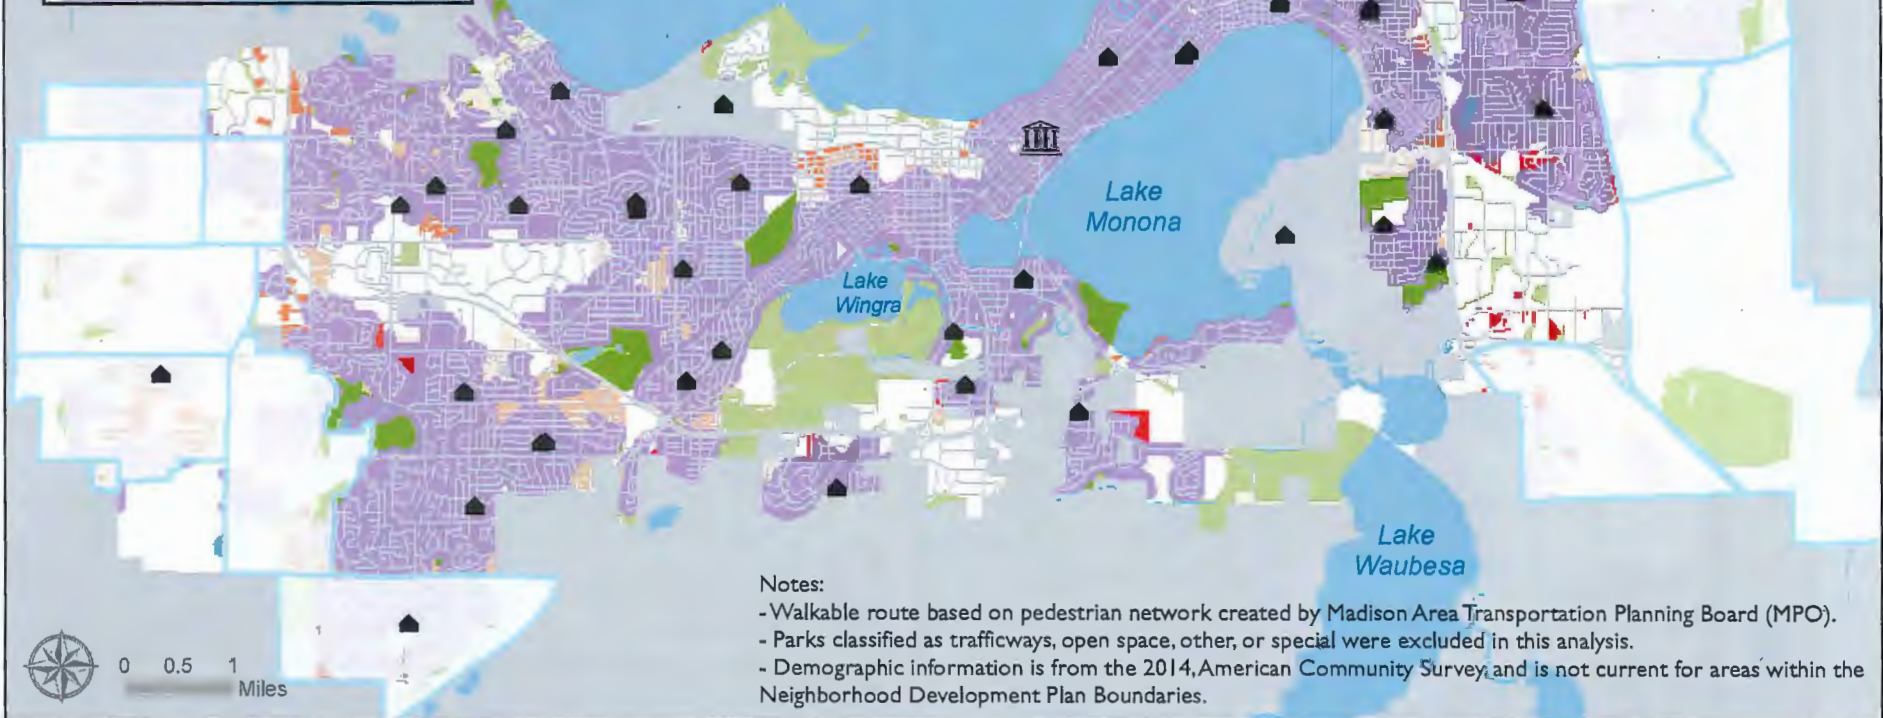 Lake
Monona
Lake
Wingra
Lake
Waubesa
Notes:
- Walkable route based on pedestrian network created by Madison Area Transportation Planning Board (MPO).
- Parks classified as trafficways, open space, other, or special were excluded in this analysis.
- Demographic information is from the 2014, American Community Survey and is not current for areas within the
Neighborhood Development Plan Boundaries.
0 0.5 1
Miles